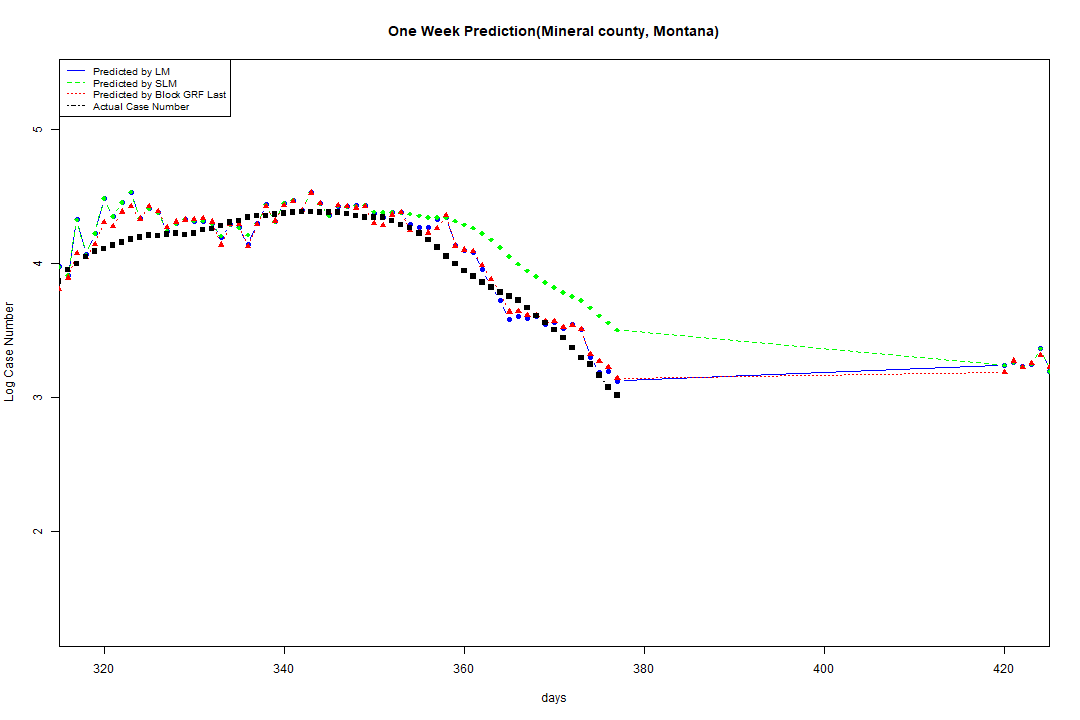 One Week Prediction(Mineral county, Montana)
Predicted by LM
Predicted by SLM
Predicted by Block GRF Last
Actual Case Number
5
4
3
2
Log Case Number
320 340 360 380 400 420
days